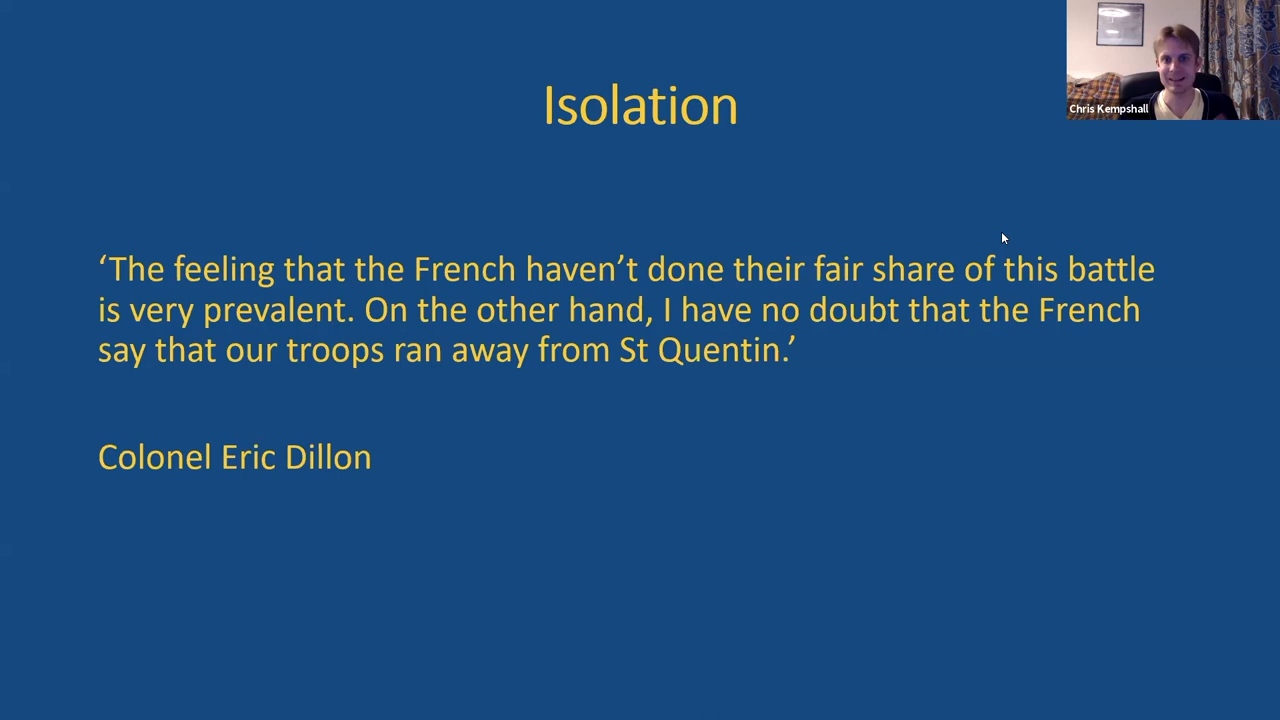 Isolation
Chris Kempshall
‘The feeling that the French haven’t done their fair share of this battle
is very prevalent. On the other hand, I have no doubt that the French
say that our troops ran away from St Quentin.’
Colonel Eric Dillon